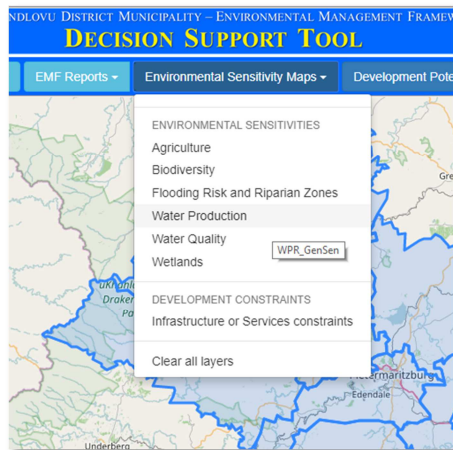 NDLOVU DISTRICT MUNICIPALITY – ENVIRONMENTAL MANAGEMENT
DECISION SUPPORT TOOL
EMF Reports
Environmental Sensitivity Maps
Development
ENVIRONMENTAL SENSITIVITIES
Agriculture
Biodiversity
Flooding Risk and Riparian Zones
Water Production
Water Quality
WPR_GenSen
Wetlands
DEVELOPMENT CONSTRAINTS
Infrastructure or Services constraints
Clear all layers
Pietermaritzburg
Edendale
Underberg